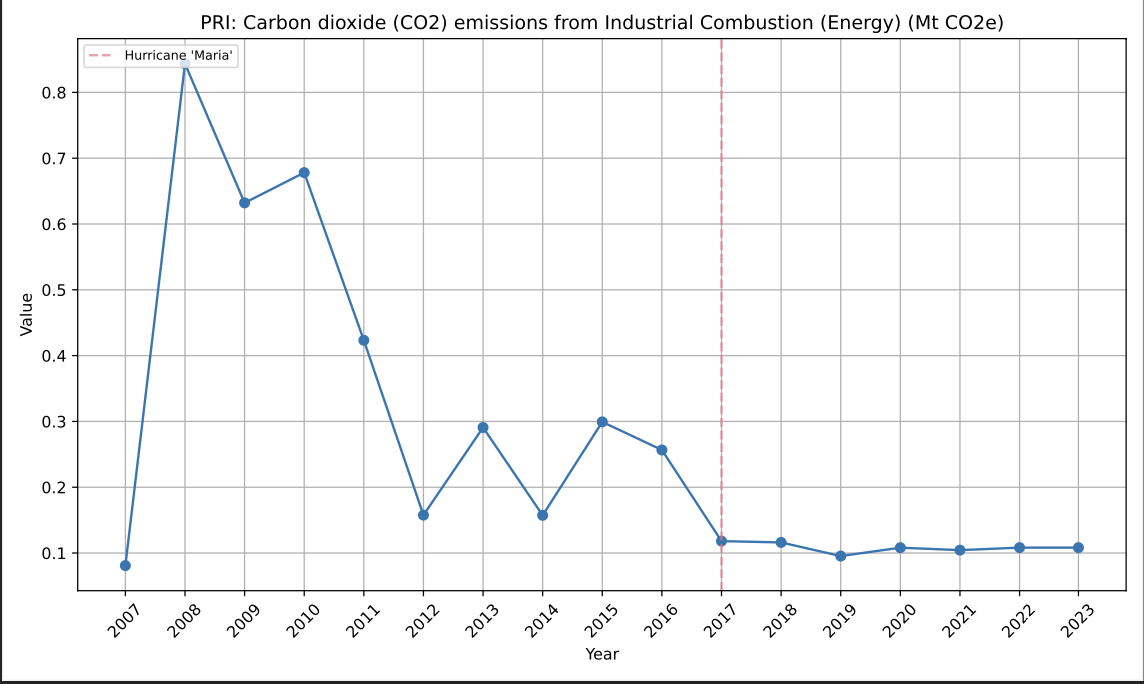 PRI: Carbon dioxide (CO2) emissions from Industrial Combustion (Energy) (Mt CO2e)
Hurricane 'Maria'
0.8
0.7
0.6
0.5
0.4
0.3
0.2
0.1
Value
2007 2008 2009 2010 2011 2012 2013 2014 2015 2016 2017 2018 2019 2020 2021 2022 2023
Year